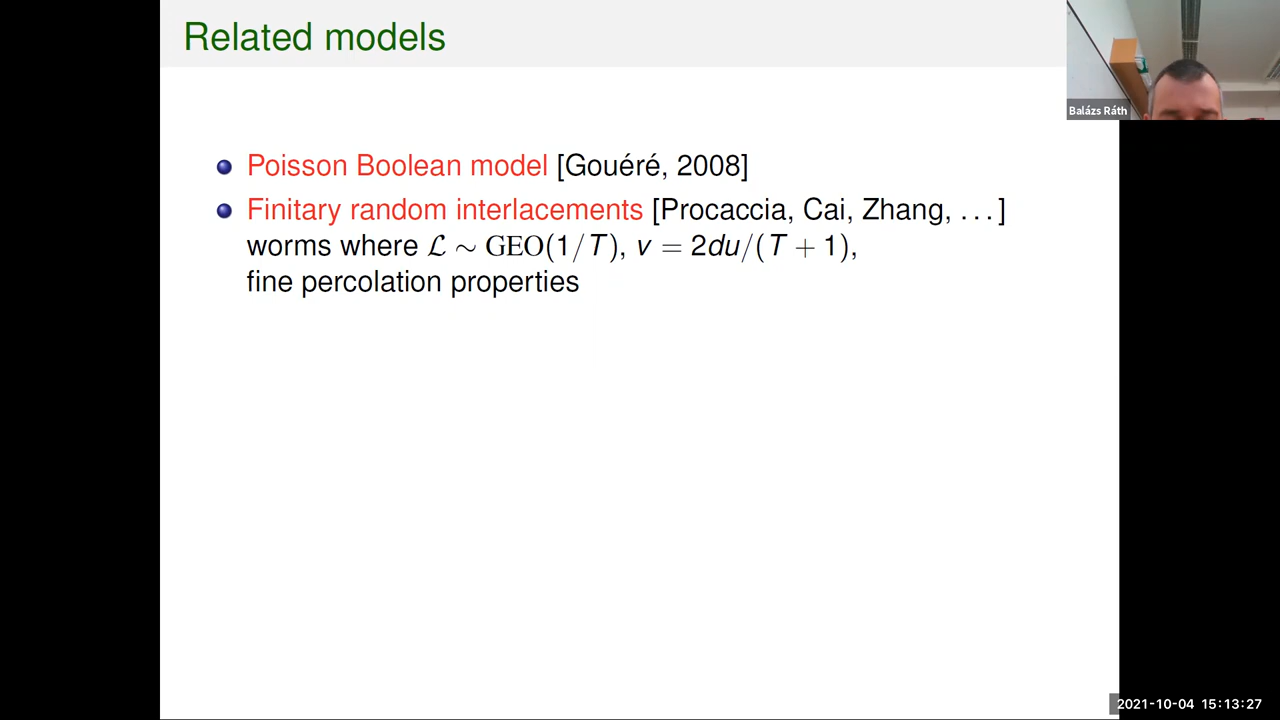 Related models
Balázs Ráth
Poisson Boolean model [Gouéré, 2008]
Finitary random interlacements [Procaccia, Cai, Zhang, ...]
worms where ℒ ∼ GEO(1/T), v = 2du/(T + 1),
fine percolation properties
2021-10-04 15:13:27